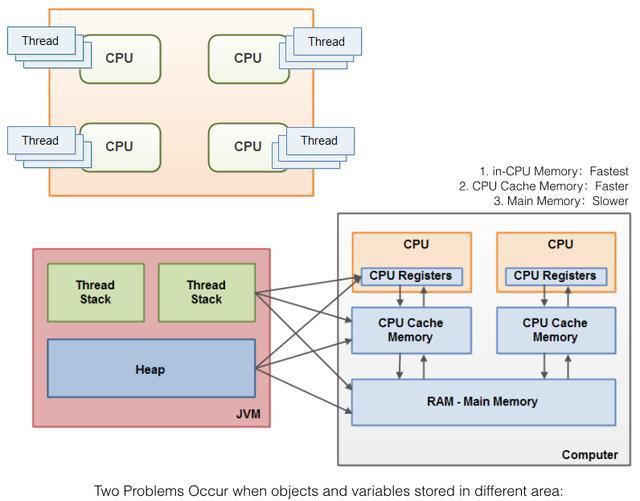 Thread
CPU
CPU
Thread
Thread
CPU
CPU
Thread
1. in-CPU Memory: Fastest
2. CPU Cache Memory: Faster
3. Main Memory: Slower
CPU
CPU
CPU Registers
CPU Registers
Thread
Stack
Thread
Stack
CPU Cache
Memory
CPU Cache
Memory
Heap
RAM - Main Memory
JVM
Computer
Two Problems Occur when objects and variables stored in different area: